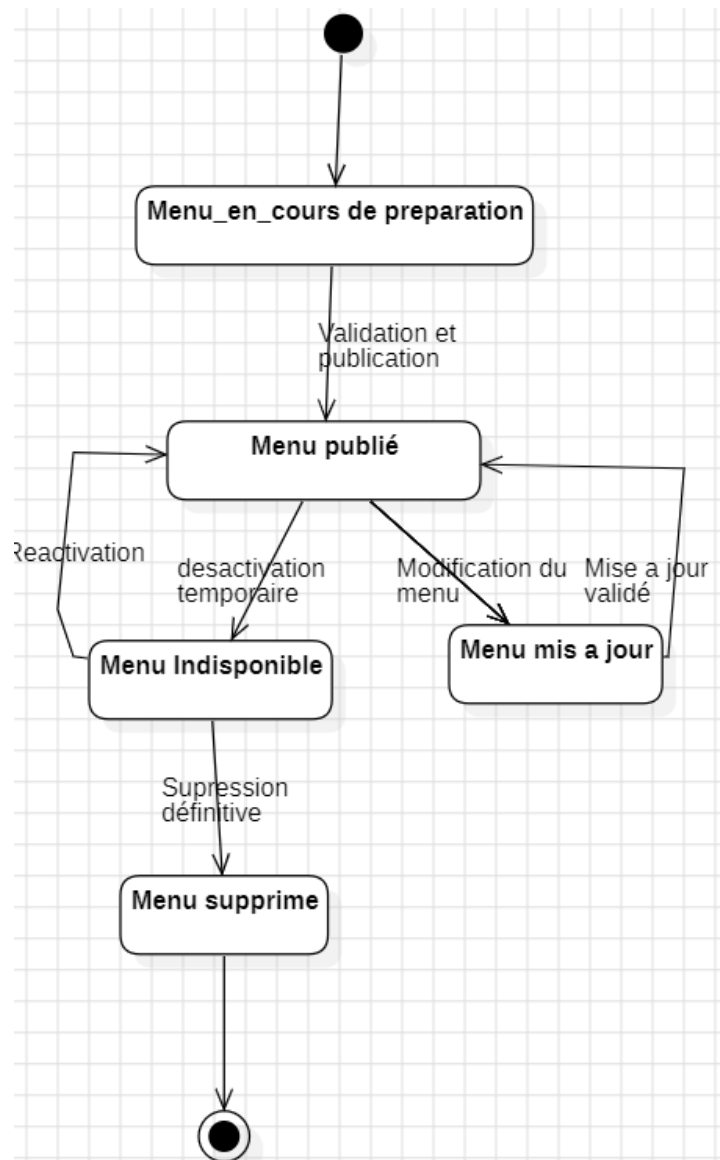 Menu_en_cours de preparation
Validation et
publication
Menu publié
Reactivation
desactivation
temporaire
Modification du
menu
Mise a jour
validé
Menu Indisponible
Menu mis a jour
Supression
définitive
Menu supprime